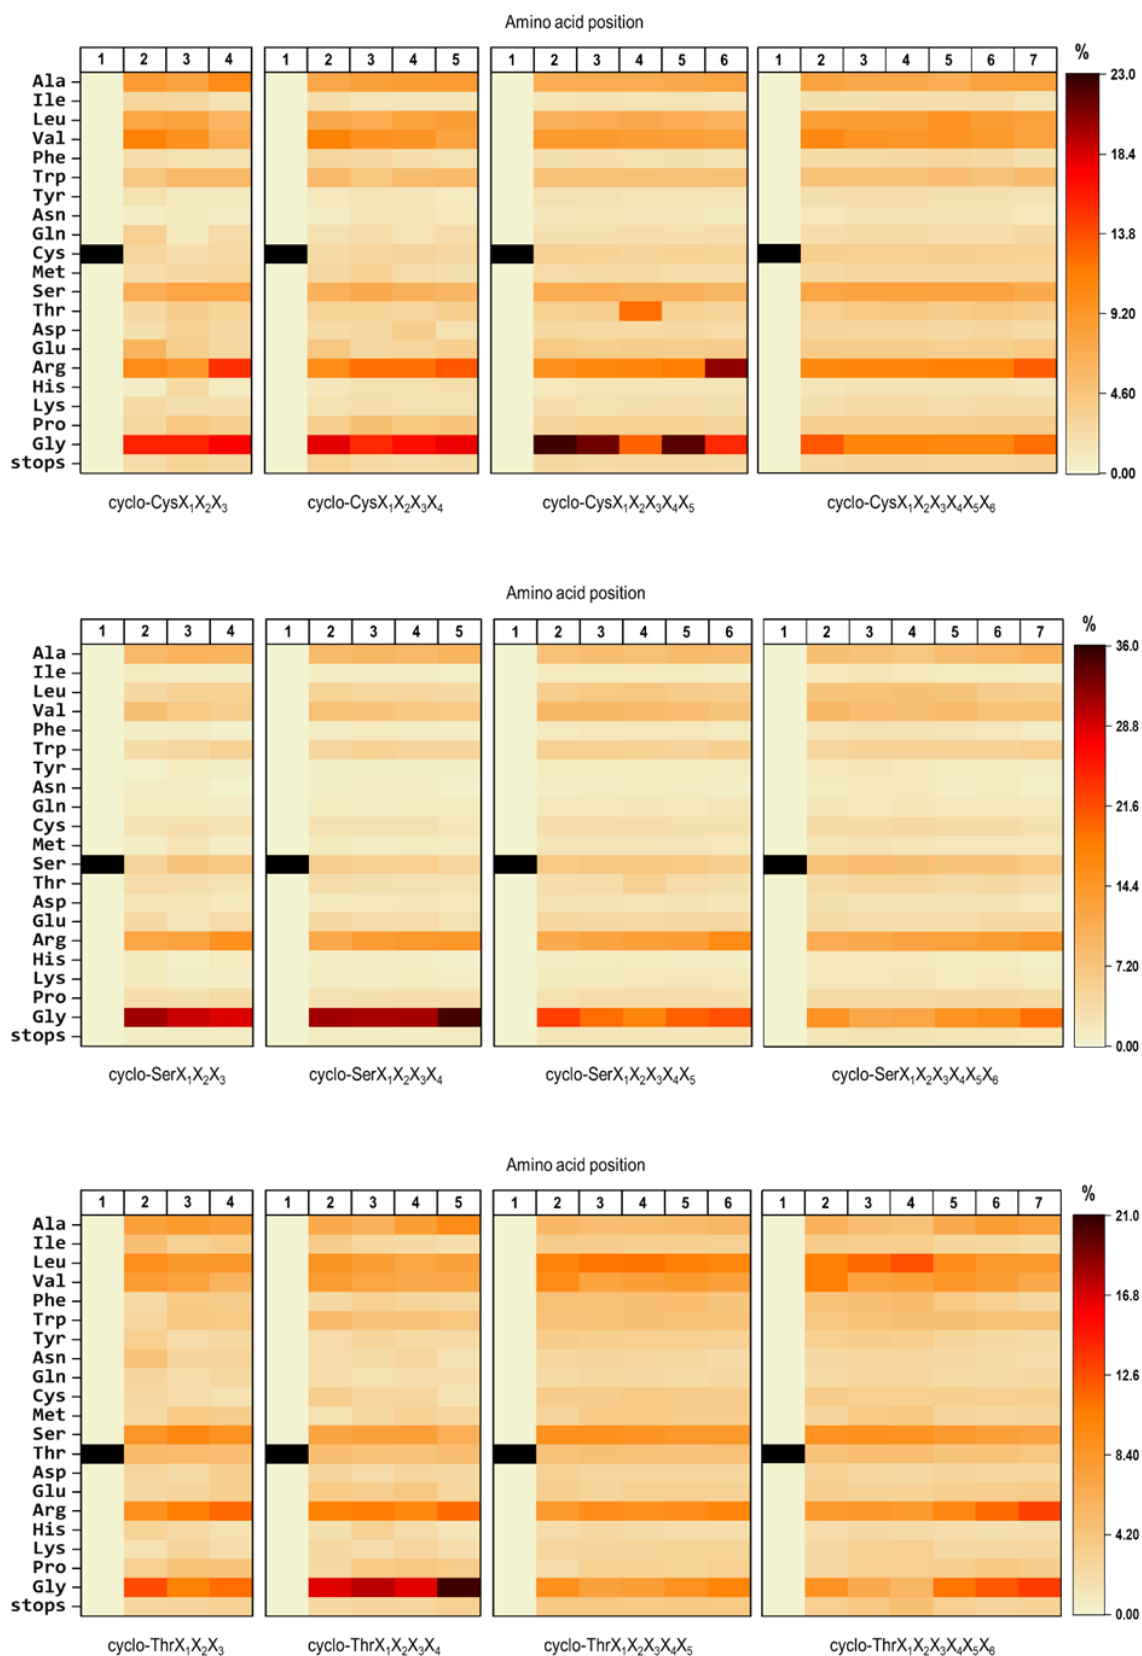 Amino acid position
1 2 3 4 1 2 3 4 5 1 2 3 4 5 6 1 2 3 4 5 6 7 %
Ala
Ile
Leu
Val
Phe
Trp
Tyr
Asn
Gln
Cys
Met
Ser
Thr
Asp
Glu
Arg
His
Lys
Pro
Gly
stops
23.0
18.4
13.8
9.20
4.60
0.00
cyclo-CysX₁X₂X₃ cyclo-CysX₁X₂X₃X₄ cyclo-CysX₁X₂X₃X₄X₅ cyclo-CysX₁X₂X₃X₄X₅X₆
Amino acid position
1 2 3 4 1 2 3 4 5 1 2 3 4 5 6 1 2 3 4 5 6 7 %
Ala
Ile
Leu
Val
Phe
Trp
Tyr
Asn
Gln
Cys
Met
Ser
Thr
Asp
Glu
Arg
His
Lys
Pro
Gly
stops
36.0
28.8
21.6
14.4
7.20
0.00
cyclo-SerX₁X₂X₃ cyclo-SerX₁X₂X₃X₄ cyclo-SerX₁X₂X₃X₄X₅ cyclo-SerX₁X₂X₃X₄X₅X₆
Amino acid position
1 2 3 4 1 2 3 4 5 1 2 3 4 5 6 1 2 3 4 5 6 7 %
Ala
Ile
Leu
Val
Phe
Trp
Tyr
Asn
Gln
Cys
Met
Ser
Thr
Asp
Glu
Arg
His
Lys
Pro
Gly
stops
21.0
16.8
12.6
8.40
4.20
0.00
cyclo-ThrX₁X₂X₃ cyclo-ThrX₁X₂X₃X₄ cyclo-ThrX₁X₂X₃X₄X₅ cyclo-ThrX₁X₂X₃X₄X₅X₆